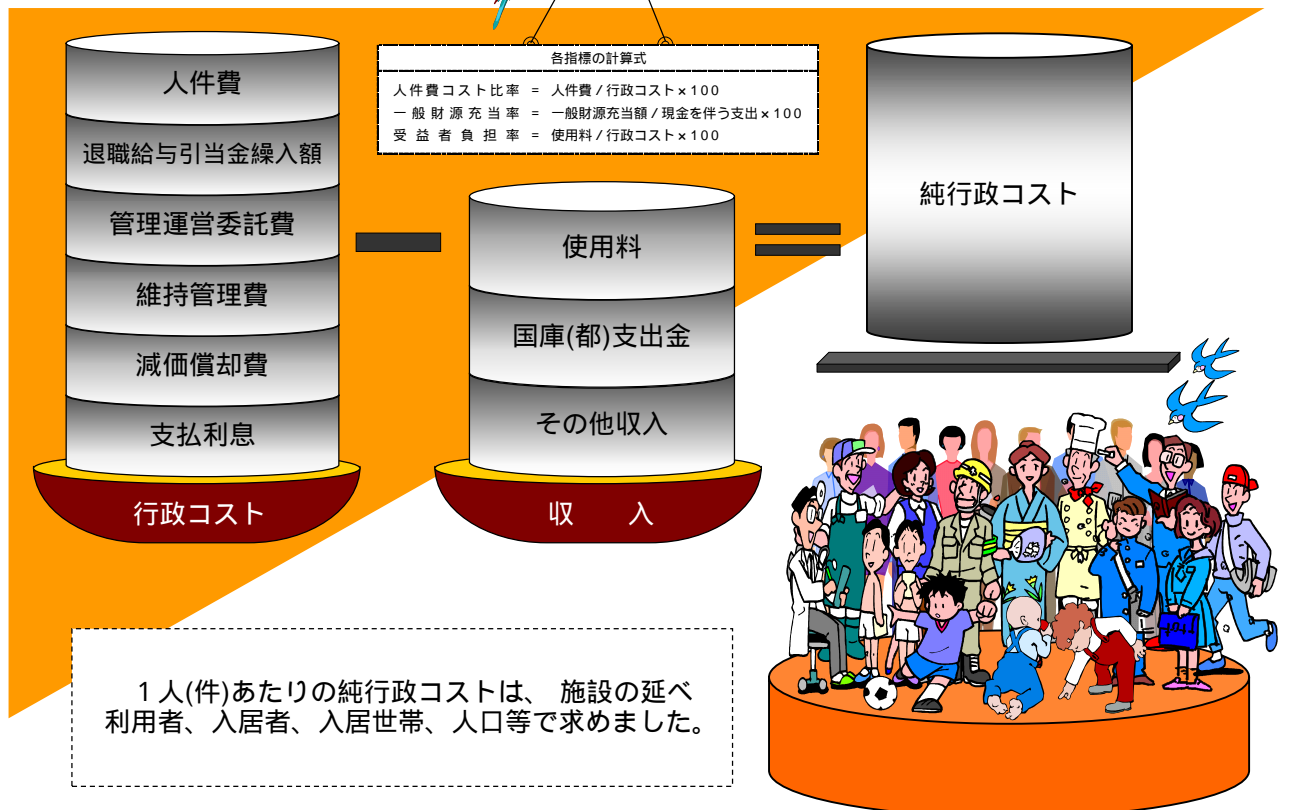 各指標の計算式
人件費コスト比率 = 人件費/行政コスト×100
一般財源充当率 = 一般財源充当額/現金を伴う支出×100
受益者負担率 = 使用料/行政コスト×100
人件費
退職給与引当金繰入額
管理運営委託費
維持管理費
減価償却費
支払利息
行政コスト
使用料
国庫(都)支出金
その他収入
収 入
純行政コスト
1人(件)あたりの純行政コストは、 施設の延べ
利用者、入居者、入居世帯、人口等で求めました。